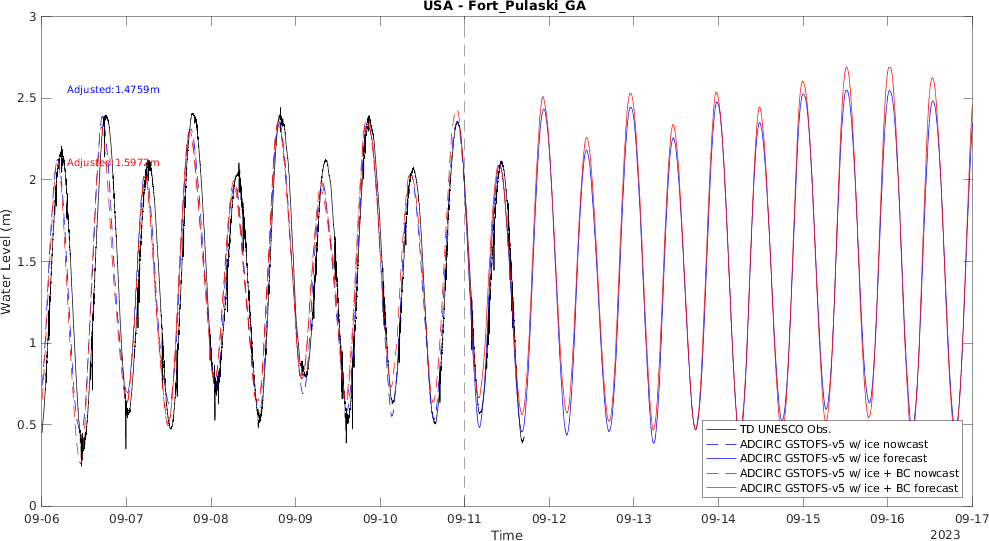 USA - Fort_Pulaski_GA
3
2.5
2
1.5
1
0.5
0
Water Level (m)
Adjusted:1.4759m
Adjusted:1.5972m
TD UNESCO Obs.
ADCIRC GSTOFS-v5 w/ ice nowcast
ADCIRC GSTOFS-v5 w/ ice forecast
ADCIRC GSTOFS-v5 w/ ice + BC nowcast
ADCIRC GSTOFS-v5 w/ ice + BC forecast
09-06 09-07 09-08 09-09 09-10 09-11 09-12 09-13 09-14 09-15 09-16 09-17
Time
2023